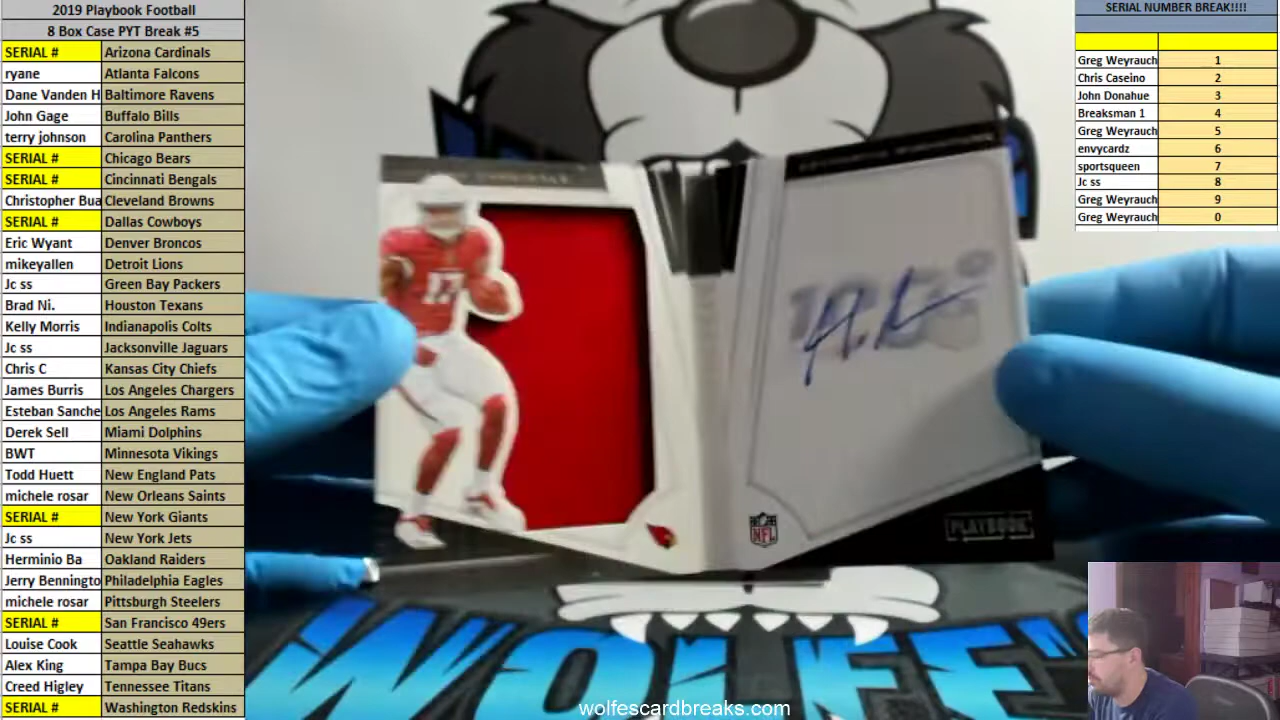 2019 Playbook Football
8 Box Case PYT Break #5
SERIAL # Arizona Cardinals
ryane Atlanta Falcons
Dane Vanden H Baltimore Ravens
John Gage Buffalo Bills
terry johnson Carolina Panthers
SERIAL # Chicago Bears
SERIAL # Cincinnati Bengals
Christopher Bua Cleveland Browns
SERIAL # Dallas Cowboys
Eric Wyant Denver Broncos
mikeyallen Detroit Lions
Jc ss Green Bay Packers
Brad Ni. Houston Texans
Kelly Morris Indianapolis Colts
Jc ss Jacksonville Jaguars
Chris C Kansas City Chiefs
James Burris Los Angeles Chargers
Esteban Sanche Los Angeles Rams
Derek Sell Miami Dolphins
BWT Minnesota Vikings
Todd Huett New England Pats
michele rosar New Orleans Saints
SERIAL # New York Giants
Jc ss New York Jets
Herminio Ba Oakland Raiders
Jerry Benningto Philadelphia Eagles
michele rosar Pittsburgh Steelers
SERIAL # San Francisco 49ers
Louise Cook Seattle Seahawks
Alex King Tampa Bay Bucs
Creed Higley Tennessee Titans
SERIAL # Washington Redskins
SERIAL NUMBER BREAK!!!!
Greg Weyrauch 1
Chris Caseino 2
John Donahue 3
Breaksman 1 4
Greg Weyrauch 5
envycardz 6
sportsqueen 7
Jc ss 8
Greg Weyrauch 9
Greg Weyrauch 0
NFL
PLAYBOOK
WOLFE'S
wolfescardbreaks.com